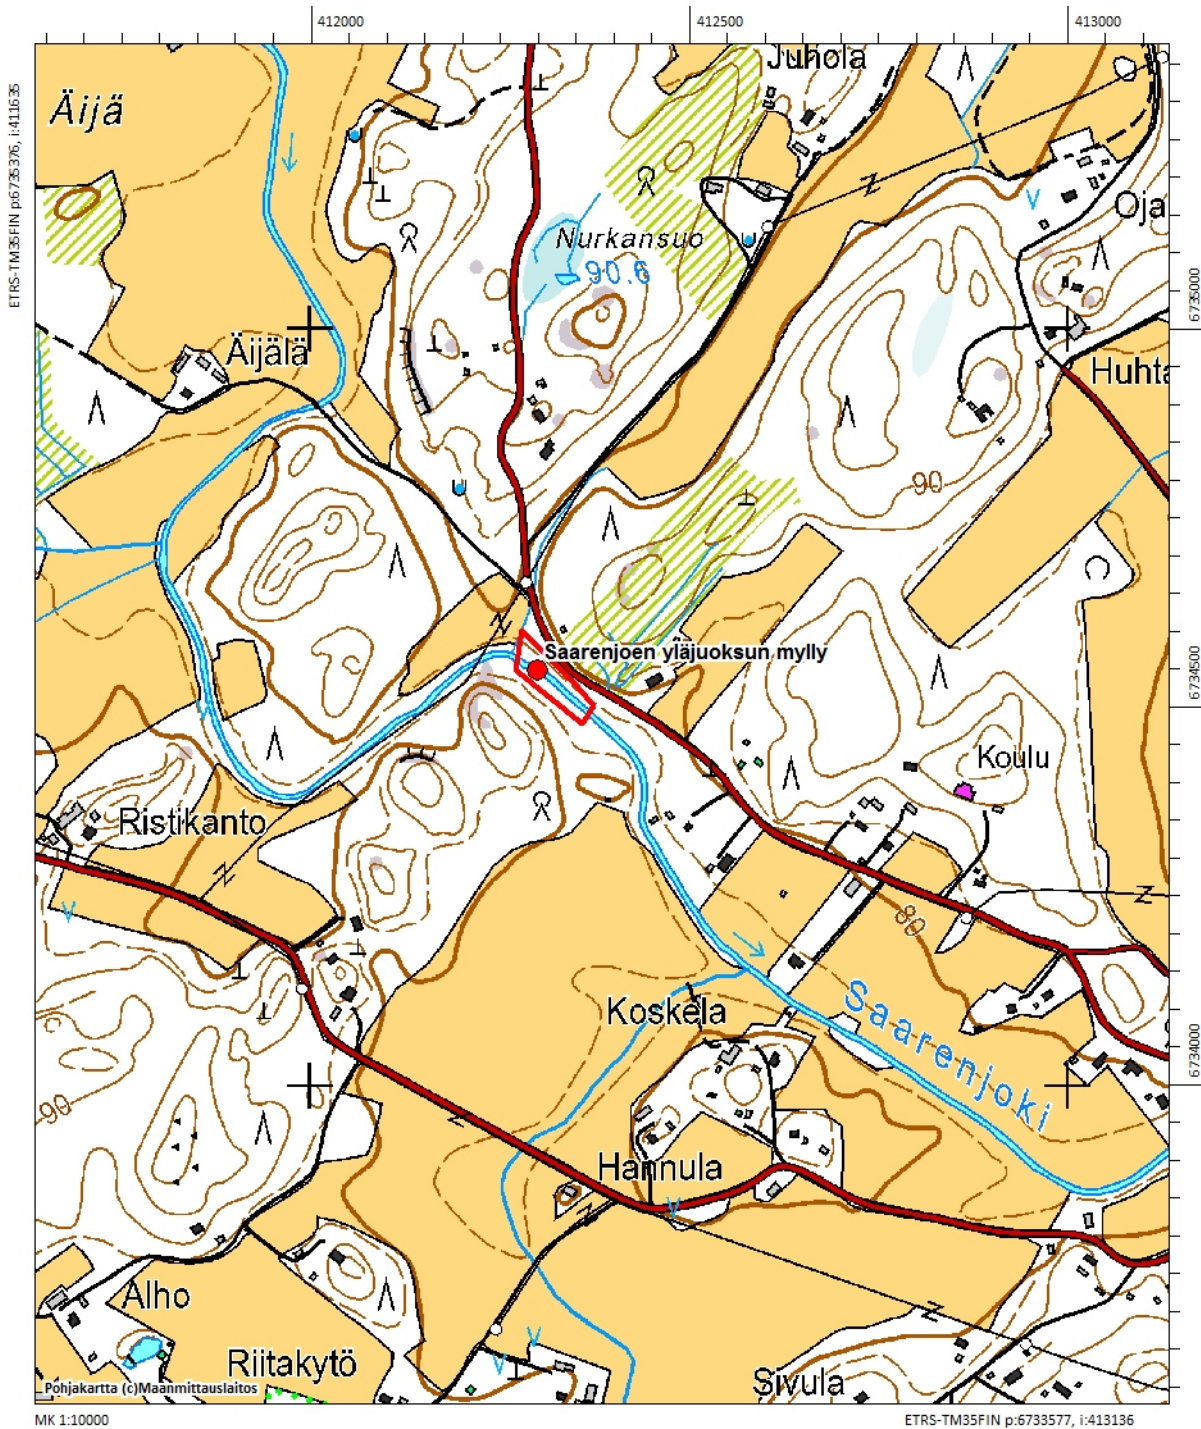 412000
412500
413000
ETRS-TM35FIN p:6735376, i:411635
Juhola
Äijä
Oja
Nurkansuo
90.6
6735000
Äijälä
Huhta
90
Saarenjoen yläjuoksun mylly
6734500
Koulu
Ristikanto
80
Koskela
Saarenjoki
6734000
90
Hannula
Alho
Riitakytö
Sivula
Pohjakartta (c)Maanmittauslaitos
MK 1:10000
ETRS-TM35FIN p:6733577, i:413136